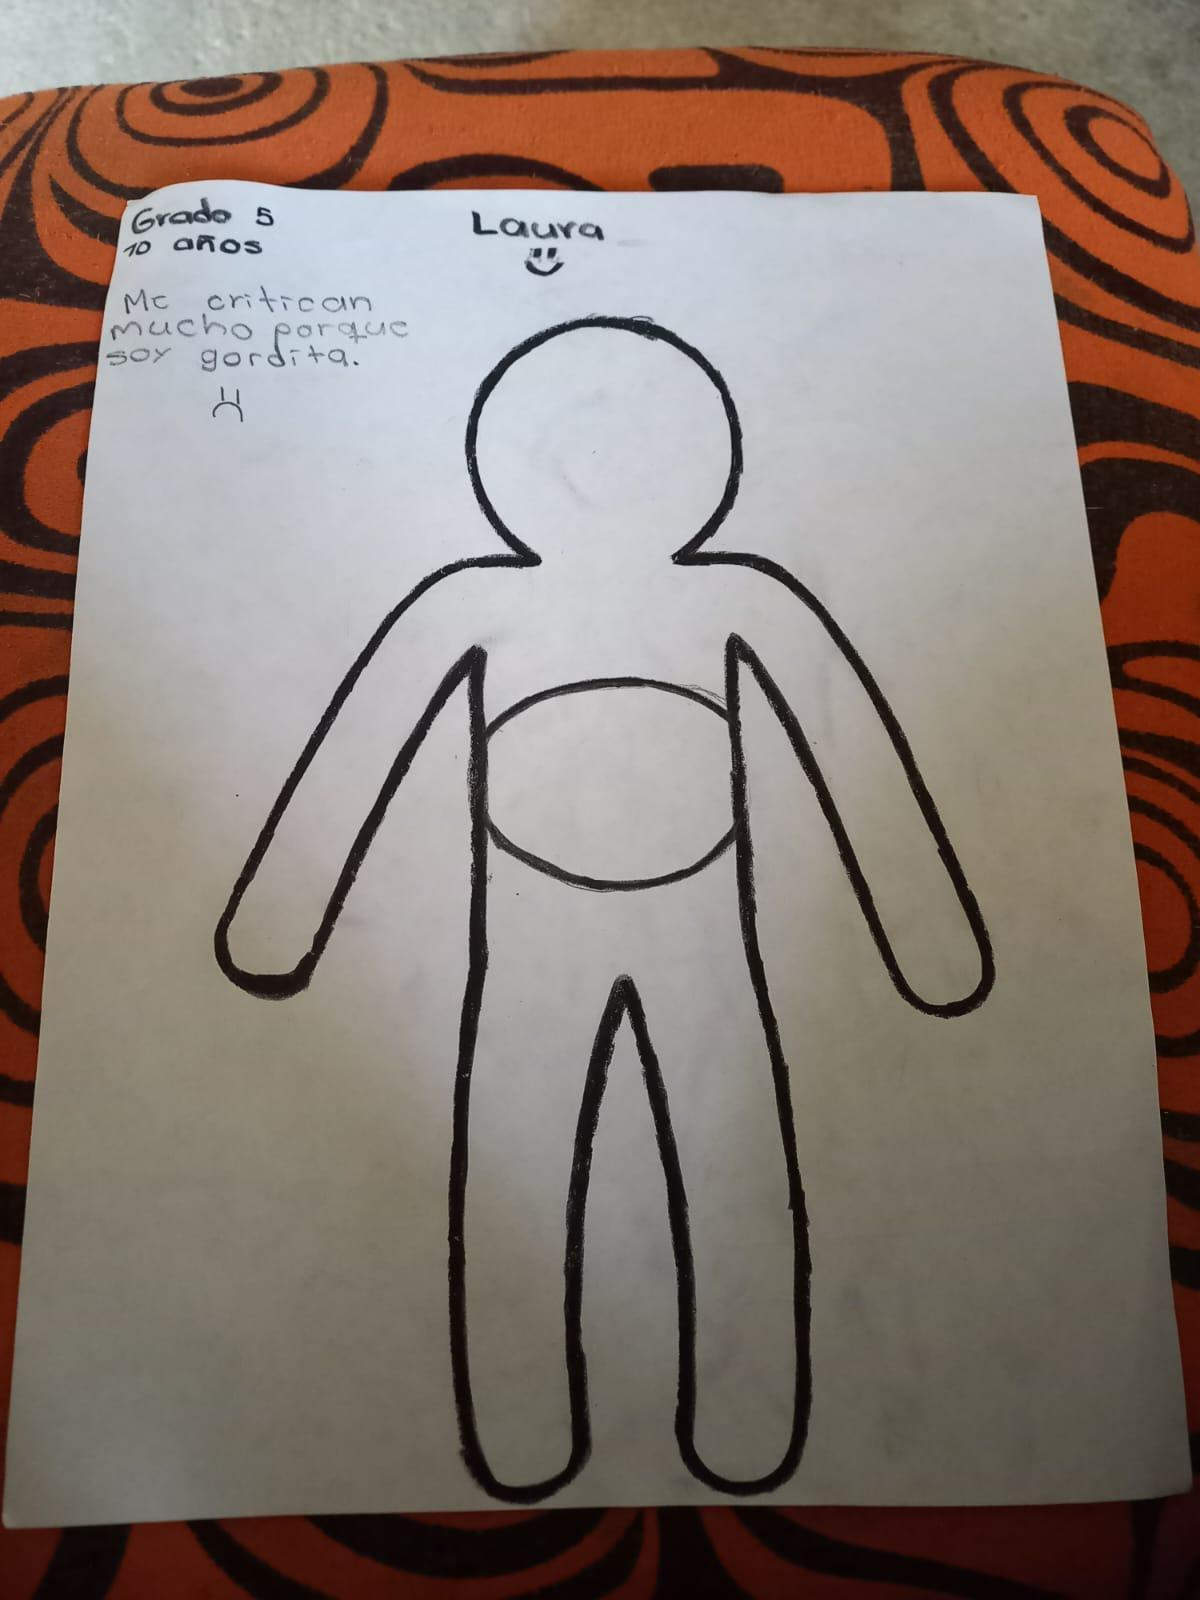 Grado 5
10 años
Laura
Me critican
mucho porque
soy gordita.